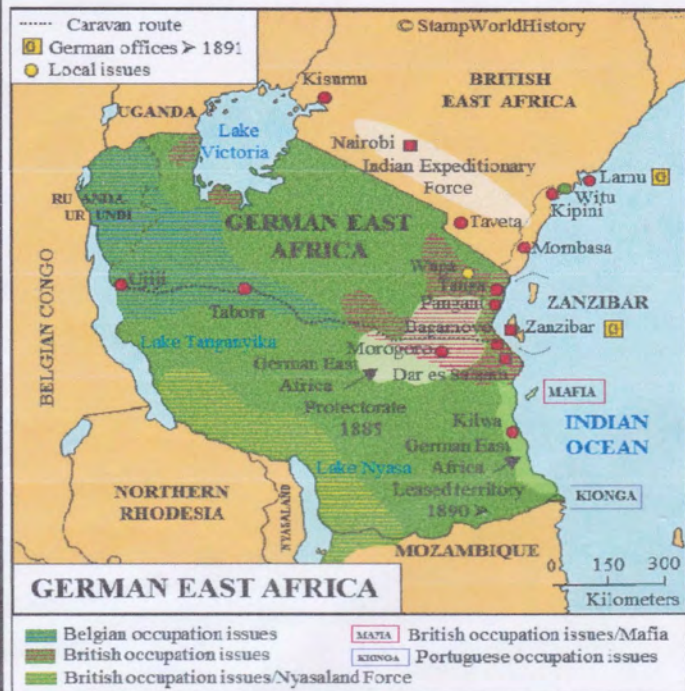 Caravan route
G German offices ➢ 1891
Local issues
© StampWorldHistory
Kisumu
UGANDA
BRITISH
EAST AFRICA
Lake
Victoria
Nairobi
Indian Expeditionary
Force
Lamu G
Witu
Kipini
RUANDA
URUNDI
GERMAN EAST
AFRICA
Taveta
Mombasa
Wuga
Tanga
Pangani
Ujiji
Tabora
ZANZIBAR
Bagamoyo
Zanzibar G
BELGIAN CONGO
Lake Tanganyika
Morogoro
German East
Africa
Dar es Salaam
Protectorate
1885
MAFIA
Kilwa
INDIAN
OCEAN
German East
Africa
Lake Nyasa
Leased territory
1890 ➢
KIONGA
NORTHERN
RHODESIA
NYASALAND
MOZAMBIQUE
0 150 300
Kilometers
GERMAN EAST AFRICA
Belgian occupation issues
British occupation issues
British occupation issues/Nyasaland Force
MAFIA British occupation issues/Mafia
KIONGA Portuguese occupation issues